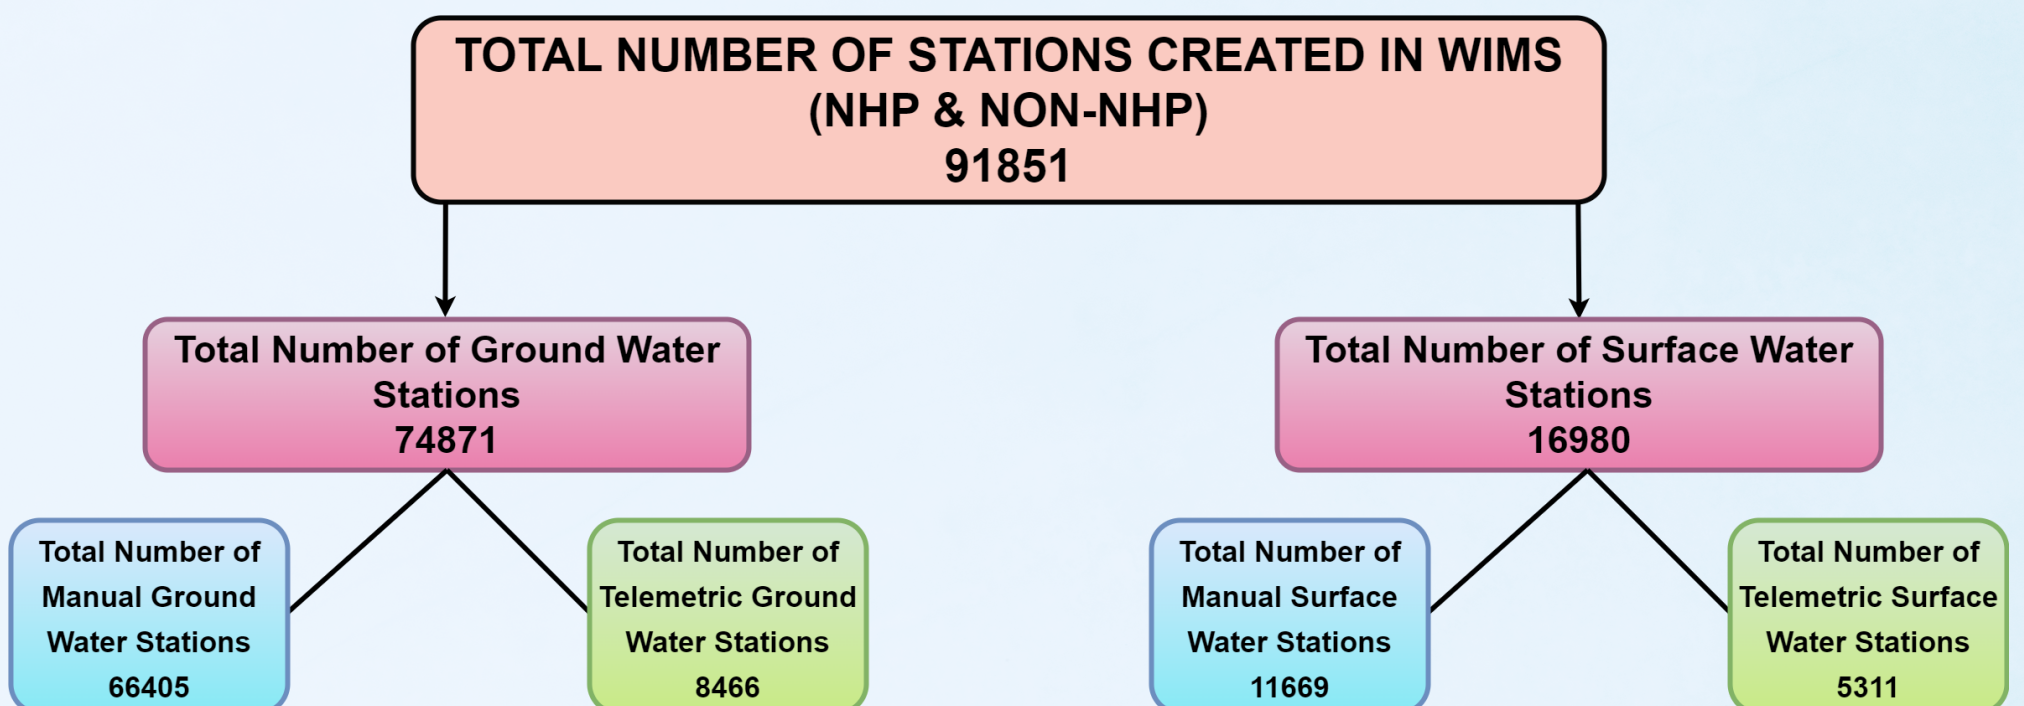 TOTAL NUMBER OF STATIONS CREATED IN WIMS
(NHP & NON-NHP)
91851
Total Number of Ground Water
Stations
74871
Total Number of Surface Water
Stations
16980
Total Number of
Manual Ground
Water Stations
66405
Total Number of
Telemetric Ground
Water Stations
8466
Total Number of
Manual Surface
Water Stations
11669
Total Number of
Telemetric Surface
Water Stations
5311